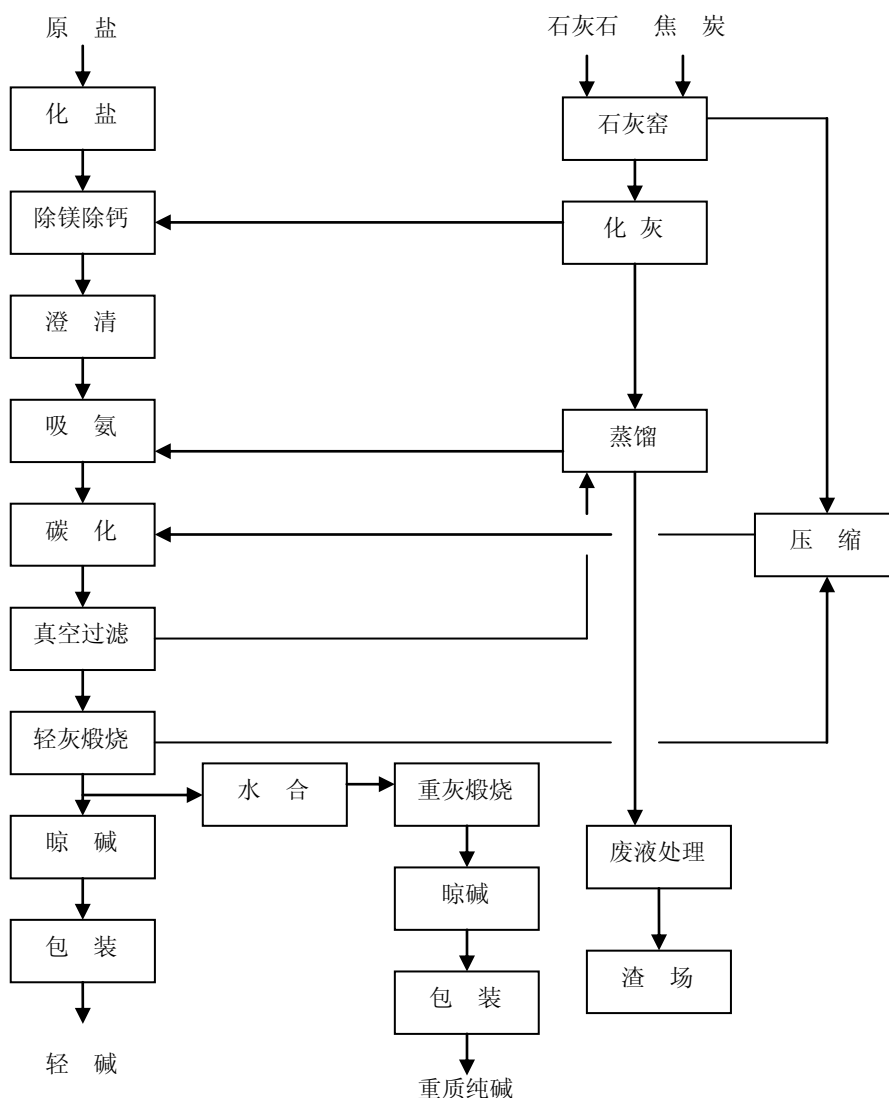 原 盐
石灰石 焦 炭
化 盐
石灰窑
除镁除钙
化 灰
澄 清
吸 氨
蒸馏
碳 化
压 缩
真空过滤
轻灰煅烧
水 合
重灰煅烧
晾 碱
废液处理
晾碱
包 装
渣 场
包 装
轻 碱
重质纯碱